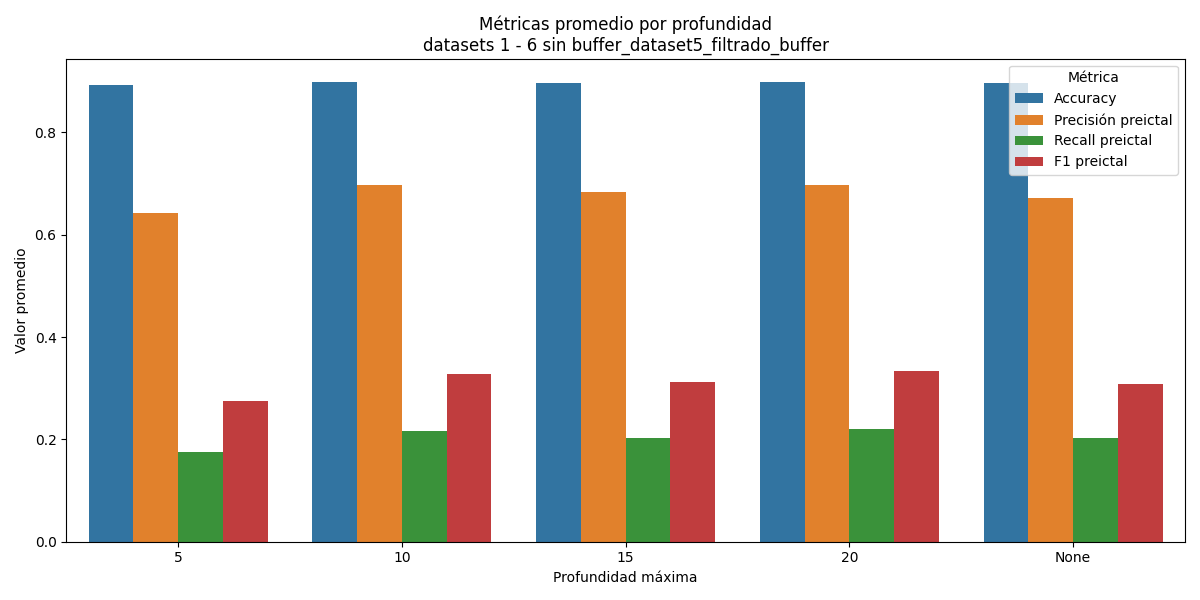 Métricas promedio por profundidad
datasets 1 - 6 sin buffer_dataset5_filtrado_buffer
Métrica
Accuracy
Precisión preictal
Recall preictal
F1 preictal
Valor promedio
0.8
0.6
0.4
0.2
0.0
5
10
15
20
None
Profundidad máxima